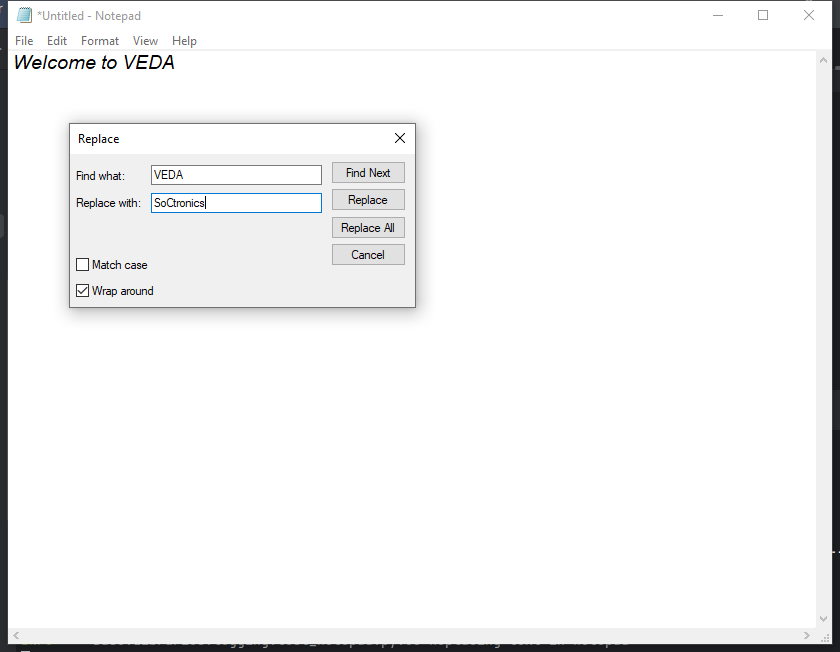 *Untitled - Notepad
File Edit Format View Help
Welcome to VEDA
Replace
Find what: VEDA Find Next
Replace with: SoCtronics Replace
Replace All
Cancel
Match case
Wrap around